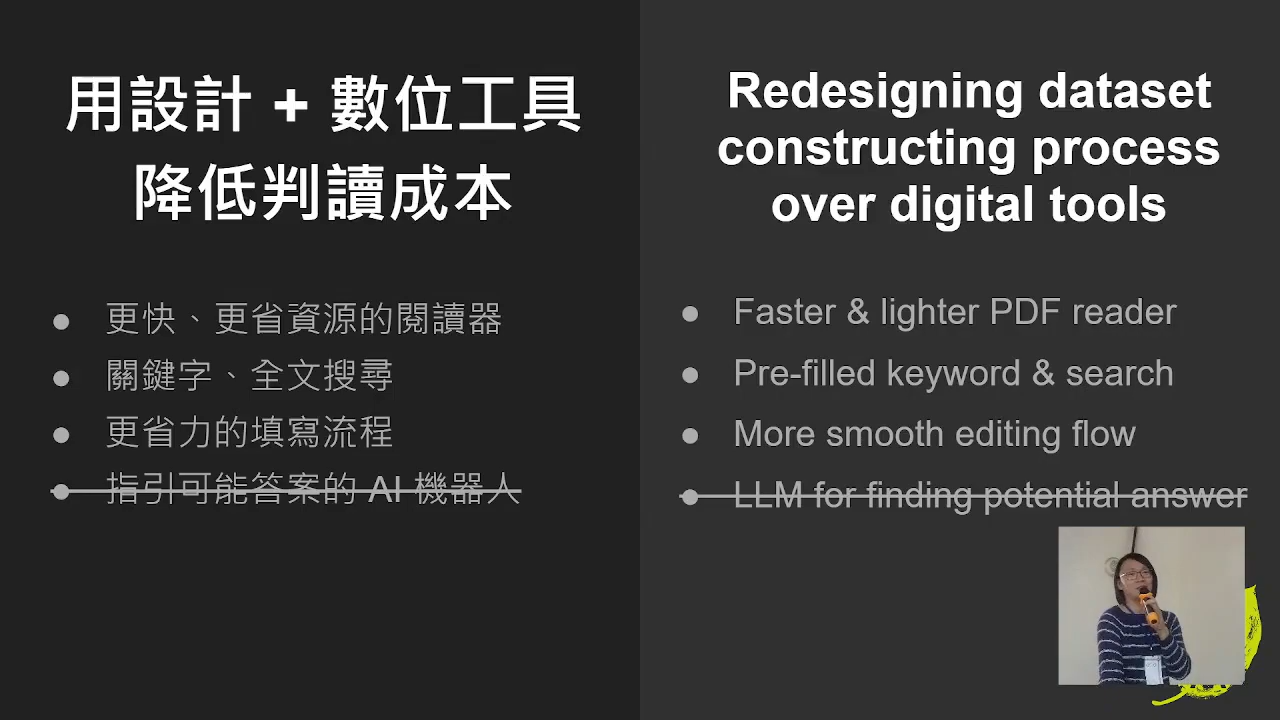 用設計 + 數位工具
降低判讀成本
更快、更省資源的閱讀器
關鍵字、全文搜尋
更省力的填寫流程
指引可能答案的 AI 機器人
Redesigning dataset
constructing process
over digital tools
Faster & lighter PDF reader
Pre-filled keyword & search
More smooth editing flow
LLM for finding potential answer